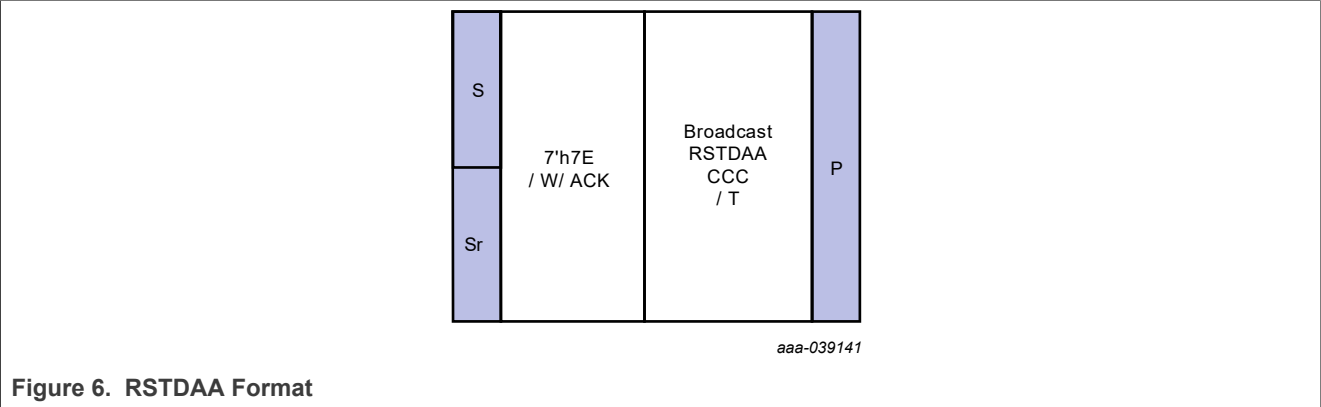 S
Sr
7'h7E
/ W/ ACK
Broadcast
RSTDAA
CCC
/ T
P
aaa-039141
Figure 6. RSTDAA Format